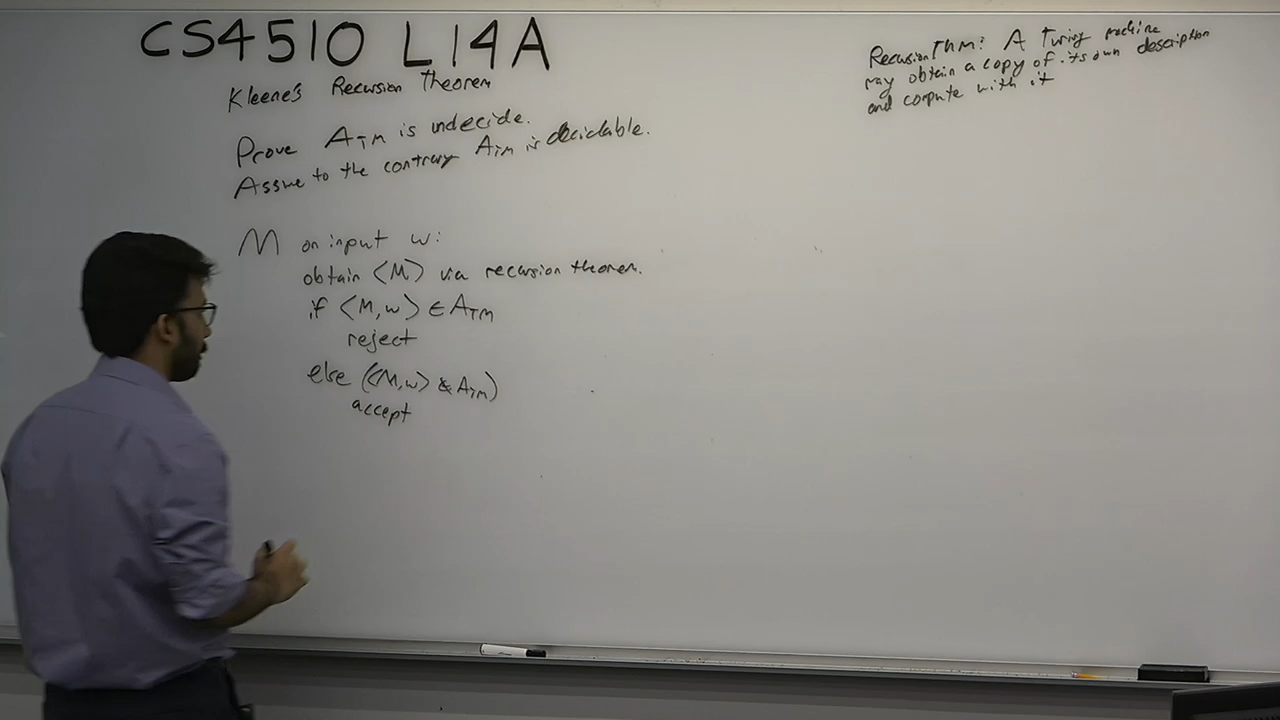 CS4510 L14A
Kleene's Recursion Theorem
Prove A_TM is undecide.
Assme to the contrary A_TM is decidable.
M on input w:
obtain <M> via recursion theorem.
if <M,w> ∈ A_TM
reject
else (<M,w> ∉ A_TM)
accept
Recursion THM: A Turing machine
may obtain a copy of its own description
and compute with it